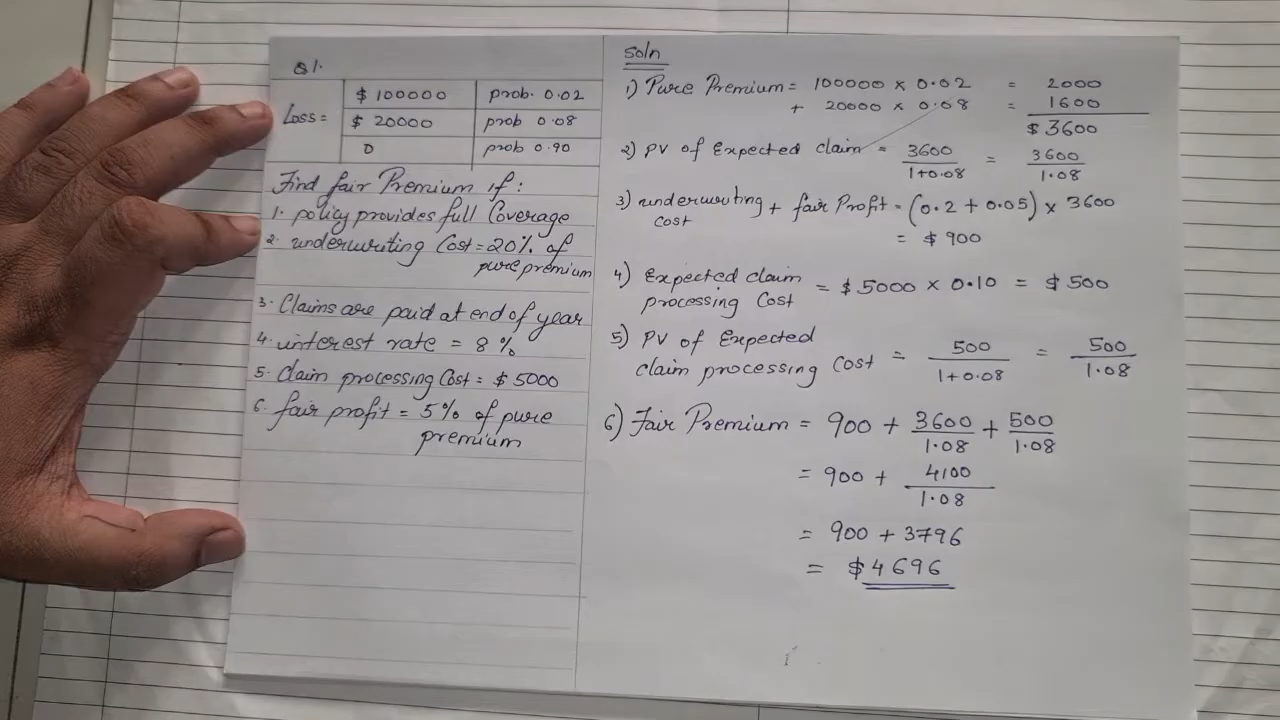 Q1.
Loss = $ 100000 prob. 0.02
$ 20000 prob 0.08
0 prob 0.90
Find fair Premium if:
1. policy provides full Coverage
2. underwriting Cost = 20% of
pure premium
3. Claims are paid at end of year
4. interest rate = 8 %
5. Claim processing Cost = $ 5000
6. fair profit = 5% of pure
premium
Soln
1) Pure Premium = 100000 × 0.02 = 2000
+ 20000 × 0.08 = 1600
$ 3600
2) PV of Expected claim = 3600/1+0.08 = 3600/1.08
3) underwriting + fair Profit = (0.2 + 0.05) × 3600
cost
= $ 900
4) Expected claim
processing Cost = $ 5000 × 0.10 = $ 500
5) PV of Expected
claim processing Cost = 500/1+0.08 = 500/1.08
6) Fair Premium = 900 + 3600/1.08 + 500/1.08
= 900 + 4100/1.08
= 900 + 3796
= $ 4696